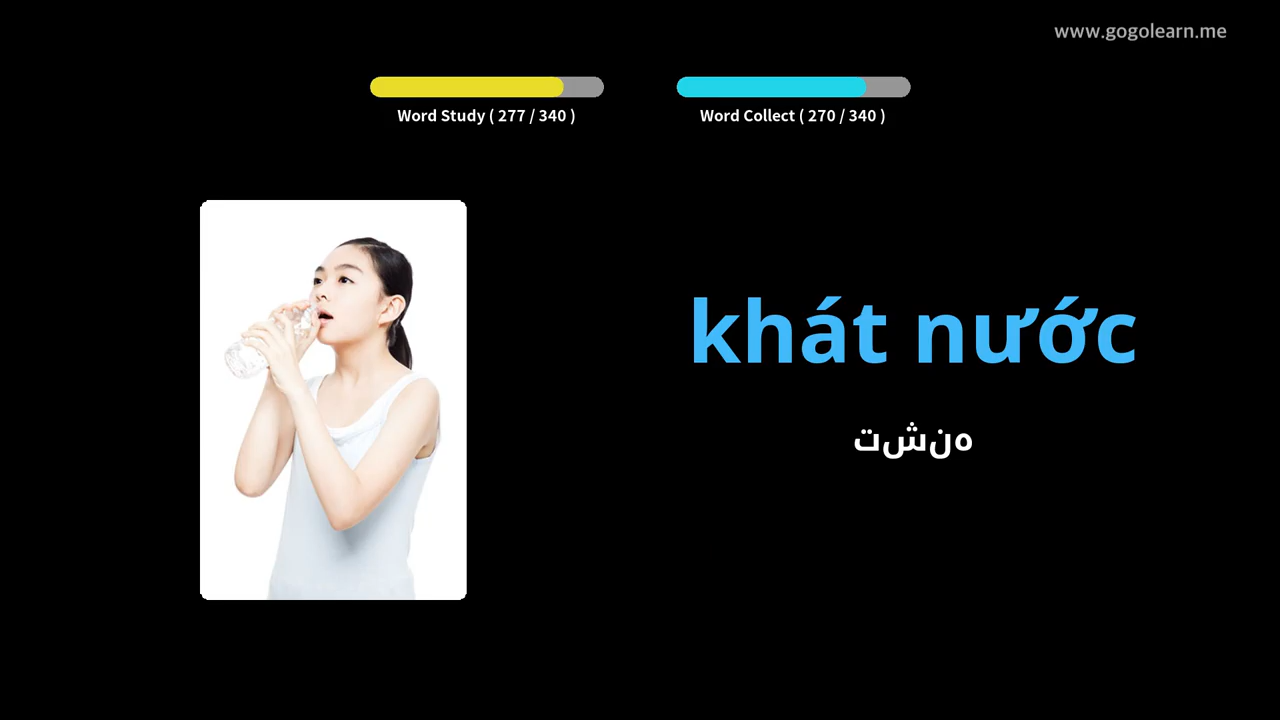 www.gogolearn.me
Word Study ( 277 / 340 )
Word Collect ( 270 / 340 )
khát nước
تشنه